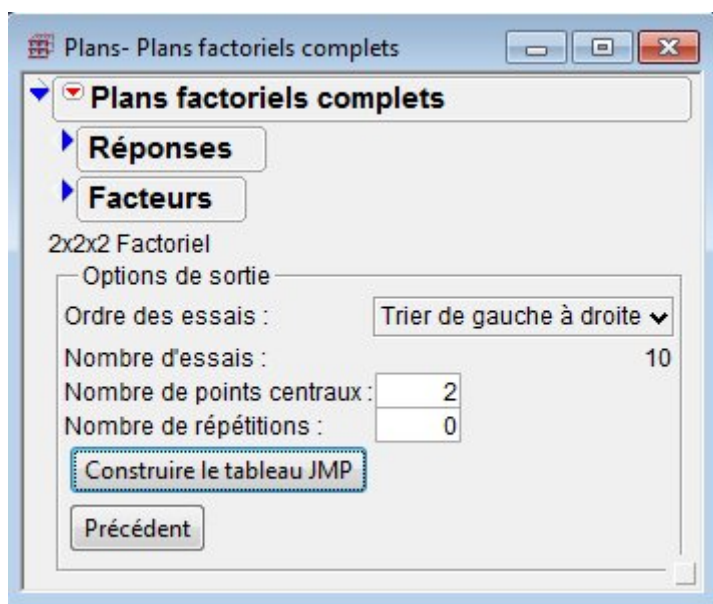 Plans- Plans factoriels complets
Plans factoriels complets
Réponses
Facteurs
2x2x2 Factoriel
Options de sortie
Ordre des essais : Trier de gauche à droite
Nombre d'essais : 10
Nombre de points centraux : 2
Nombre de répétitions : 0
Construire le tableau JMP
Précédent